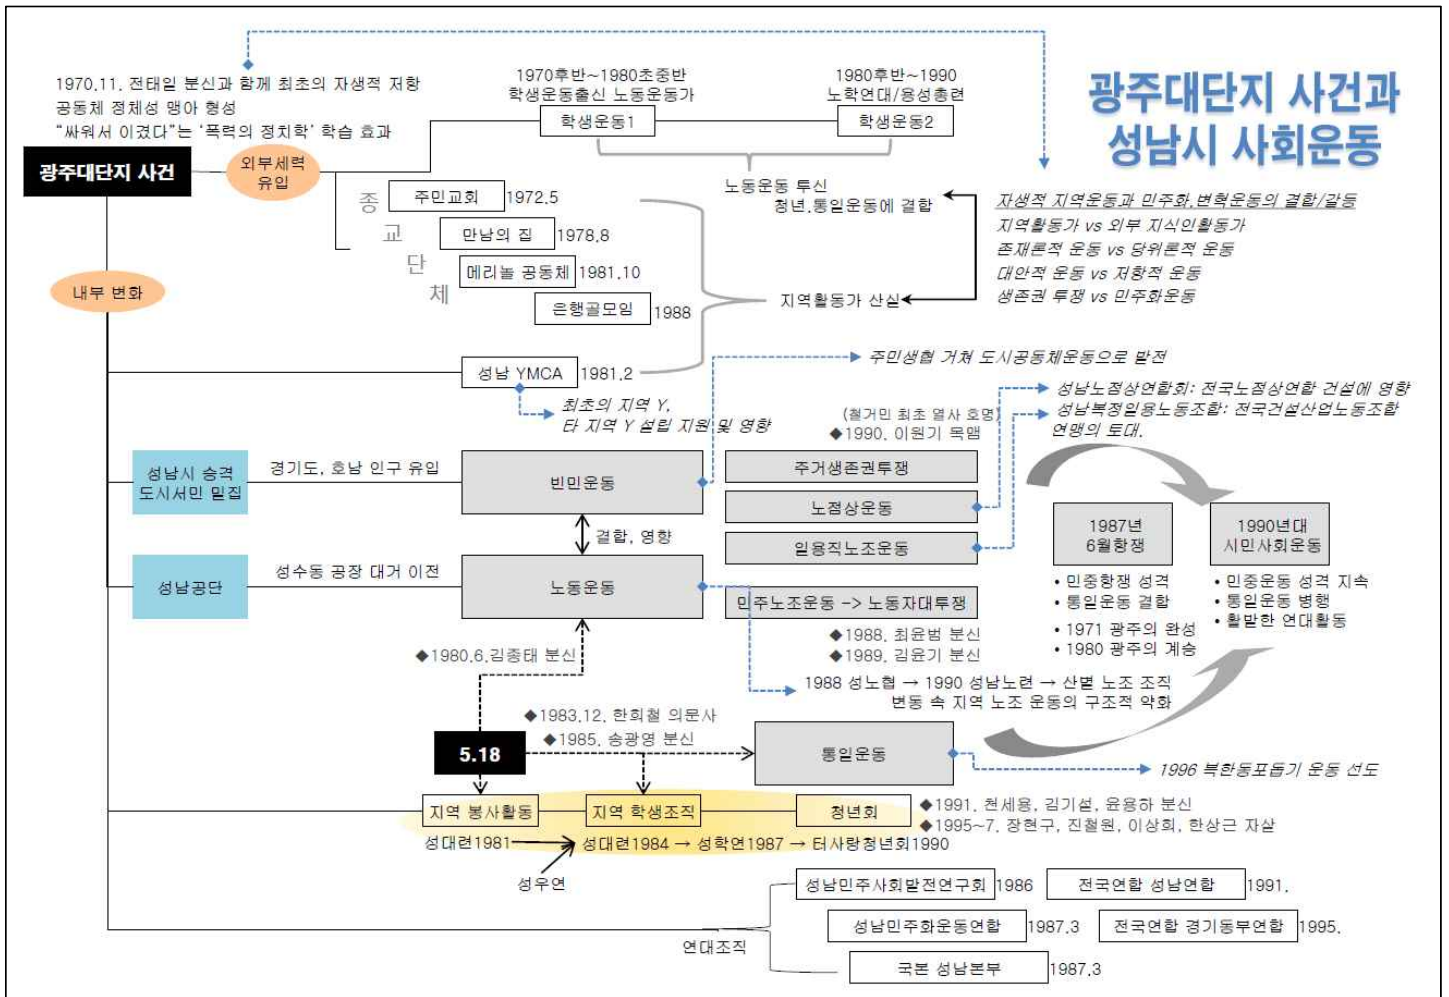 광주대단지 사건과
성남시 사회운동
1970.11. 전태일 분신과 함께 최초의 자생적 저항
공동체 정체성 맹아 형성
“싸워서 이겼다”는 ‘폭력의 정치학’ 학습 효과
1970후반~1980초중반
학생운동출신 노동운동가
학생운동1
1980후반~1990
노학연대/용성총련
학생운동2
광주대단지 사건
외부세력
유입
종교단체
주민교회 1972.5
만남의 집 1978.8
메리놀 공동체 1981.10
은행골모임 1988
노동운동 투신
청년,통일운동에 결합
지역활동가 산실
자생적 지역운동과 민주화,변혁운동의 결합/갈등
지역활동가 vs 외부 지식인활동가
존재론적 운동 vs 당위론적 운동
대안적 운동 vs 저항적 운동
생존권 투쟁 vs 민주화운동
내부 변화
성남 YMCA 1981.2
최초의 지역 Y,
타 지역 Y 설립 지원 및 영향
주민생협 거쳐 도시공동체운동으로 발전
성남노점상연합회: 전국노점상연합 건설에 영향
성남복정일용노동조합: 전국건설산업노동조합
연맹의 토대.
(철거민 최초 열사 호명)
◆1990. 이원기 목맴
성남시 승격
도시서민 밀집
경기도, 호남 인구 유입
빈민운동
주거생존권투쟁
노점상운동
일용직노조운동
결합, 영향
성남공단
성수동 공장 대거 이전
노동운동
민주노조운동 -> 노동자대투쟁
◆1988. 최윤범 분신
◆1989. 김윤기 분신
1987년
6월항쟁
• 민중항쟁 성격
• 통일운동 결합
• 1971 광주의 완성
• 1980 광주의 계승
1990년대
시민사회운동
• 민중운동 성격 지속
• 통일운동 병행
• 활발한 연대활동
◆1980.6.김종태 분신
1988 성노협 → 1990 성남노련 → 산별 노조 조직
변동 속 지역 노조 운동의 구조적 약화
◆1983.12. 한희철 의문사
◆1985. 송광영 분신
5.18
통일운동
1996 북한동포돕기 운동 선도
지역 봉사활동
지역 학생조직
청년회
◆1991. 천세용, 김기설, 윤용하 분신
◆1995~7. 장현구, 진철원, 이상희, 한상근 자살
성대련1981
성대련1984 → 성학연1987 → 터사랑청년회1990
성우연
연대조직
성남민주사회발전연구회 1986
전국연합 성남연합 1991.
성남민주화운동연합 1987.3
전국연합 경기동부연합 1995.
국본 성남본부 1987.3